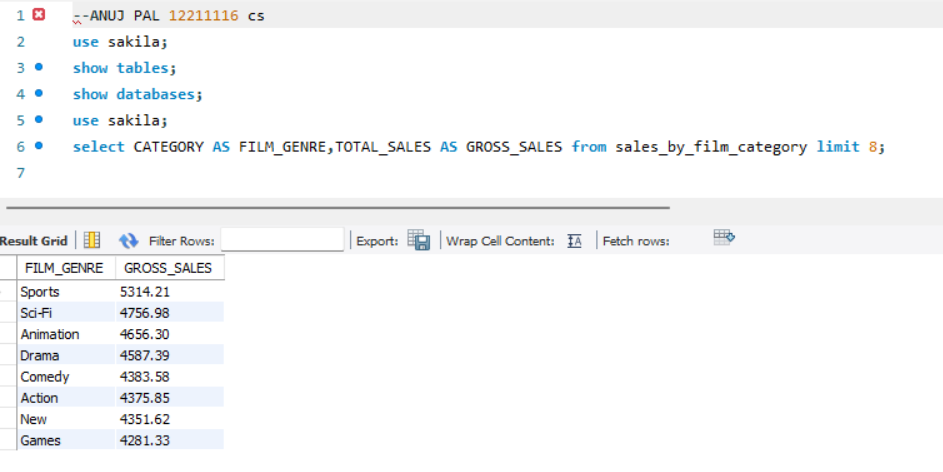 1 --ANUJ PAL 12211116 cs
2 use sakila;
3 show tables;
4 show databases;
5 use sakila;
6 select CATEGORY AS FILM_GENRE,TOTAL_SALES AS GROSS_SALES from sales_by_film_category limit 8;
7
Result Grid Filter Rows: Export: Wrap Cell Content: IA Fetch rows:
FILM_GENRE GROSS_SALES
Sports 5314.21
Sci-Fi 4756.98
Animation 4656.30
Drama 4587.39
Comedy 4383.58
Action 4375.85
New 4351.62
Games 4281.33